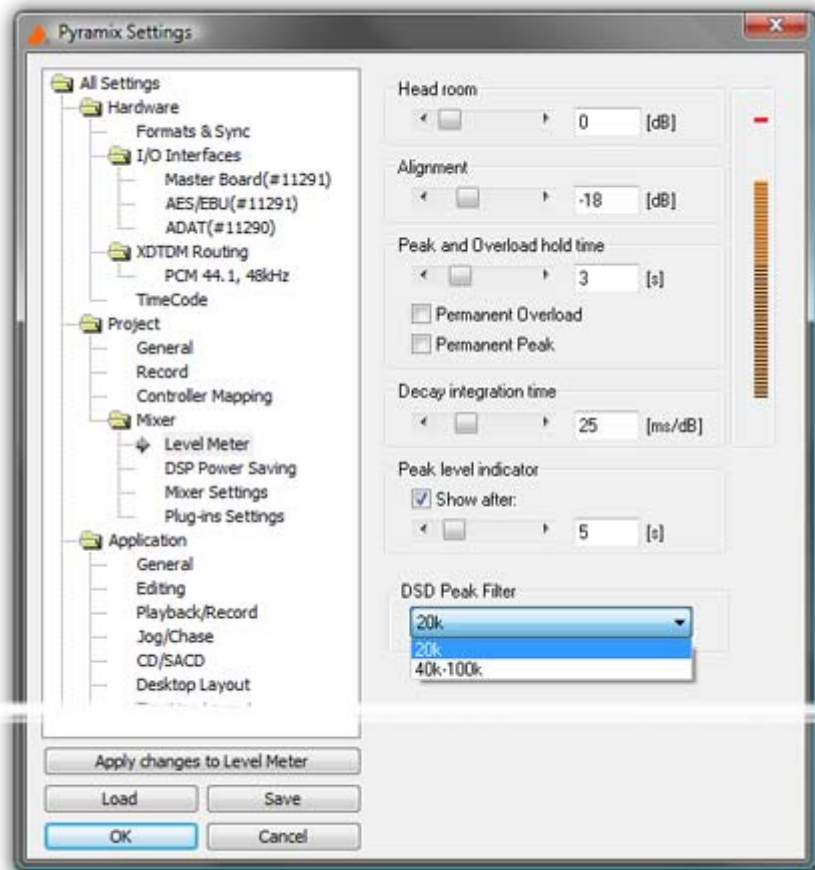 Pyramix Settings
All Settings
Hardware
Formats & Sync
I/O Interfaces
Master Board(#11291)
AES/EBU(#11291)
ADAT(#11290)
XDTDM Routing
PCM 44.1, 48kHz
TimeCode
Project
General
Record
Controller Mapping
Mixer
Level Meter
DSP Power Saving
Mixer Settings
Plug-ins Settings
Application
General
Editing
Playback/Record
Jog/Chase
CD/SACD
Desktop Layout
Apply changes to Level Meter
Load Save
OK Cancel
Head room
0 [dB]
Alignment
-18 [dB]
Peak and Overload hold time
3 [s]
Permanent Overload
Permanent Peak
Decay integration time
25 [ms/dB]
Peak level indicator
Show after:
5 [s]
DSD Peak Filter
20k
20k
40k-100k